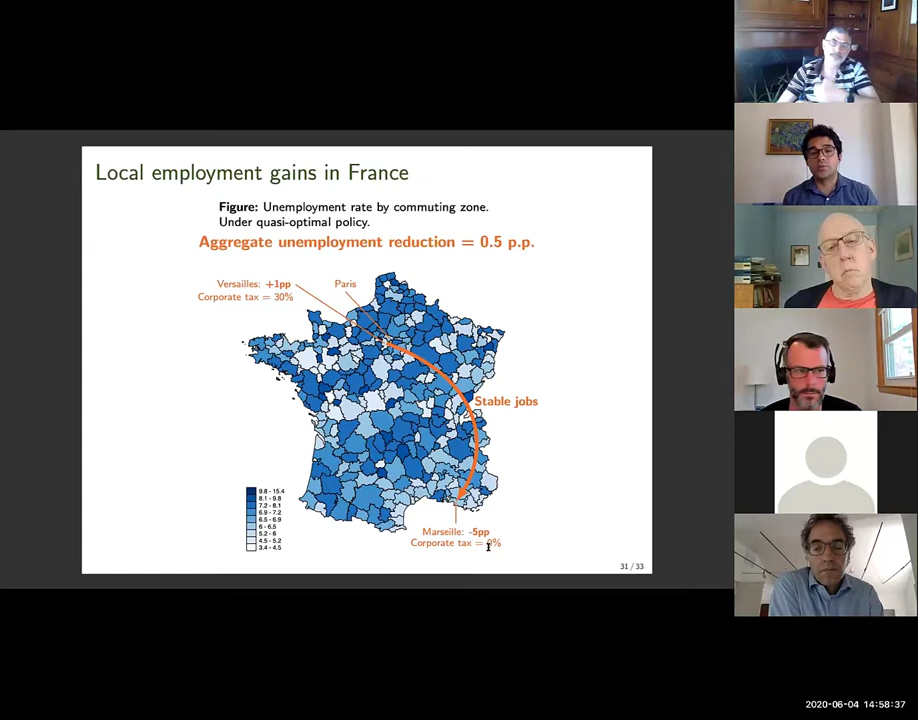 Local employment gains in France
Figure: Unemployment rate by commuting zone.
Under quasi-optimal policy.
Aggregate unemployment reduction = 0.5 p.p.
Versailles: +1pp
Corporate tax = 30%
Paris
Stable jobs
9.8 - 15.4
8.1 - 9.8
7.2 - 8.1
6.9 - 7.2
6.5 - 6.9
6 - 6.5
5.2 - 6
4.5 - 5.2
3.4 - 4.5
Marseille: -5pp
Corporate tax = 0%
31 / 33
2020-06-04 14:58:37